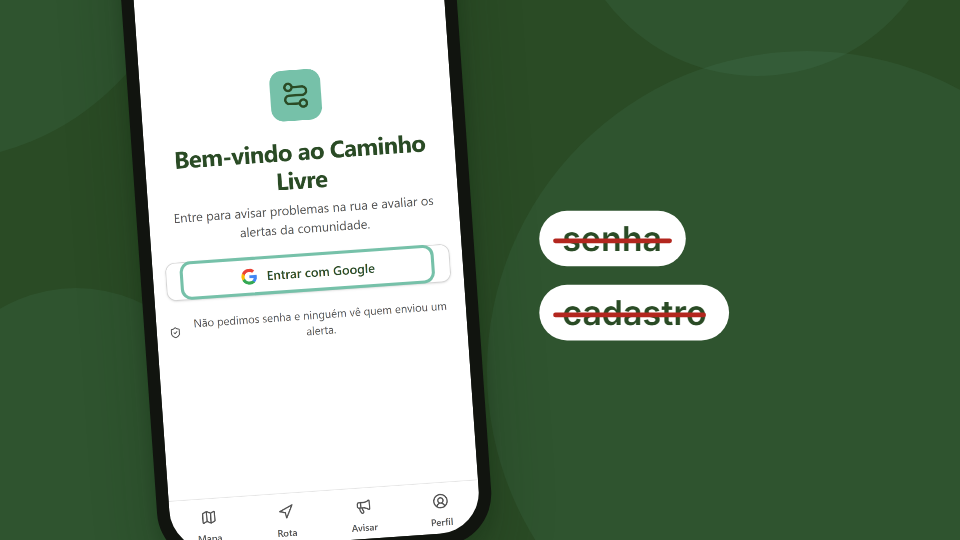 Bem-vindo ao Caminho
Livre
Entre para avisar problemas na rua e avaliar os
alertas da comunidade.
Entrar com Google
Não pedimos senha e ninguém vê quem enviou um
alerta.
Mapa
Rota
Avisar
Perfil
senha
cadastro